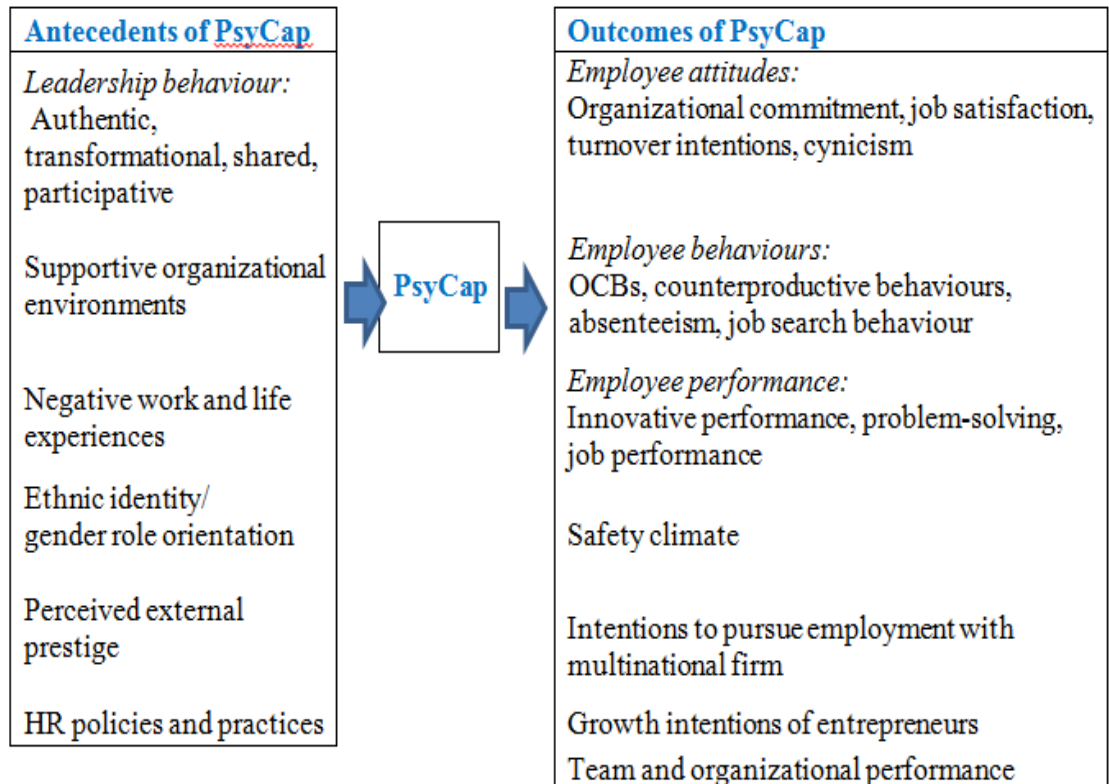 Antecedents of PsyCap
Leadership behaviour:
Authentic,
transformational, shared,
participative
Supportive organizational
environments
Negative work and life
experiences
Ethnic identity/
gender role orientation
Perceived external
prestige
HR policies and practices
PsyCap
Outcomes of PsyCap
Employee attitudes:
Organizational commitment, job satisfaction,
turnover intentions, cynicism
Employee behaviours:
OCBs, counterproductive behaviours,
absenteeism, job search behaviour
Employee performance:
Innovative performance, problem-solving,
job performance
Safety climate
Intentions to pursue employment with
multinational firm
Growth intentions of entrepreneurs
Team and organizational performance